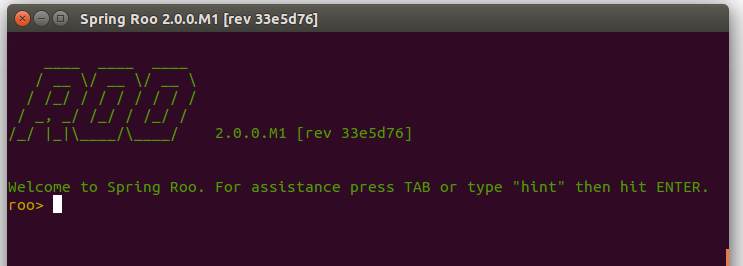 Spring Roo 2.0.0.M1 [rev 33e5d76]
    ____  ____  ____
   / __ \/ __ \/ __ \
  / /_/ / / / / / / /
 / _, _/ /_/ / /_/ /
/_/ |_|\____/\____/    2.0.0.M1 [rev 33e5d76]
Welcome to Spring Roo. For assistance press TAB or type "hint" then hit ENTER.
roo>